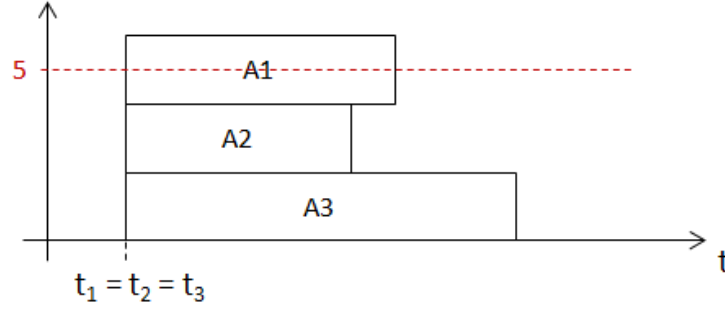 5
A1
A2
A3
t
t₁ = t₂ = t₃